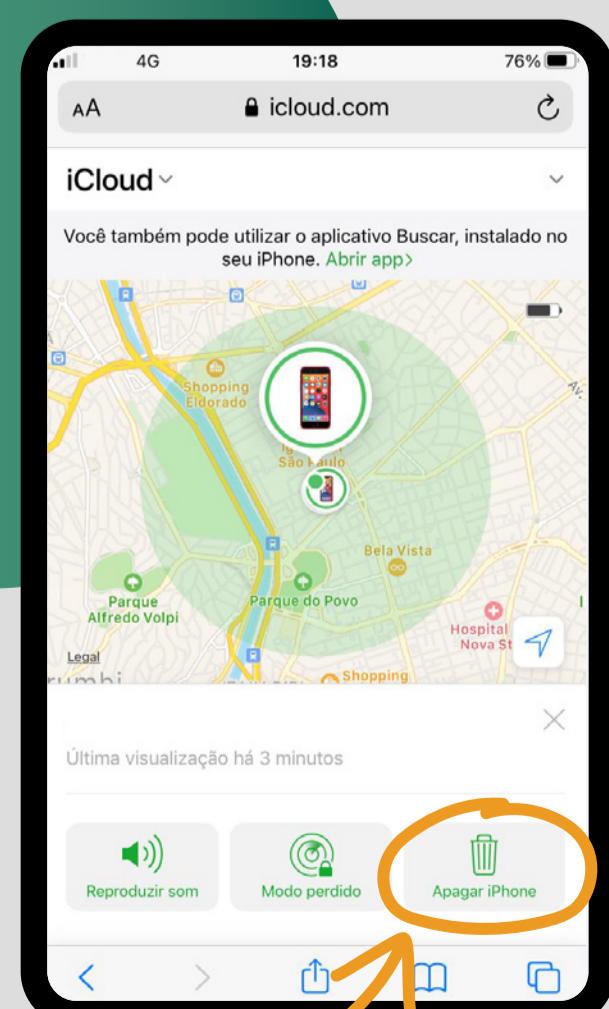 4G
19:18
76%
AA
icloud.com
iCloud
Você também pode utilizar o aplicativo Buscar, instalado no
seu iPhone. Abrir app>
Shopping
Eldorado
São Paulo
Av.
Bela Vista
Parque
Alfredo Volpi
Parque do Povo
Hospital
Nova St
Legal
Shopping
Última visualização há 3 minutos
Reproduzir som
Modo perdido
Apagar iPhone